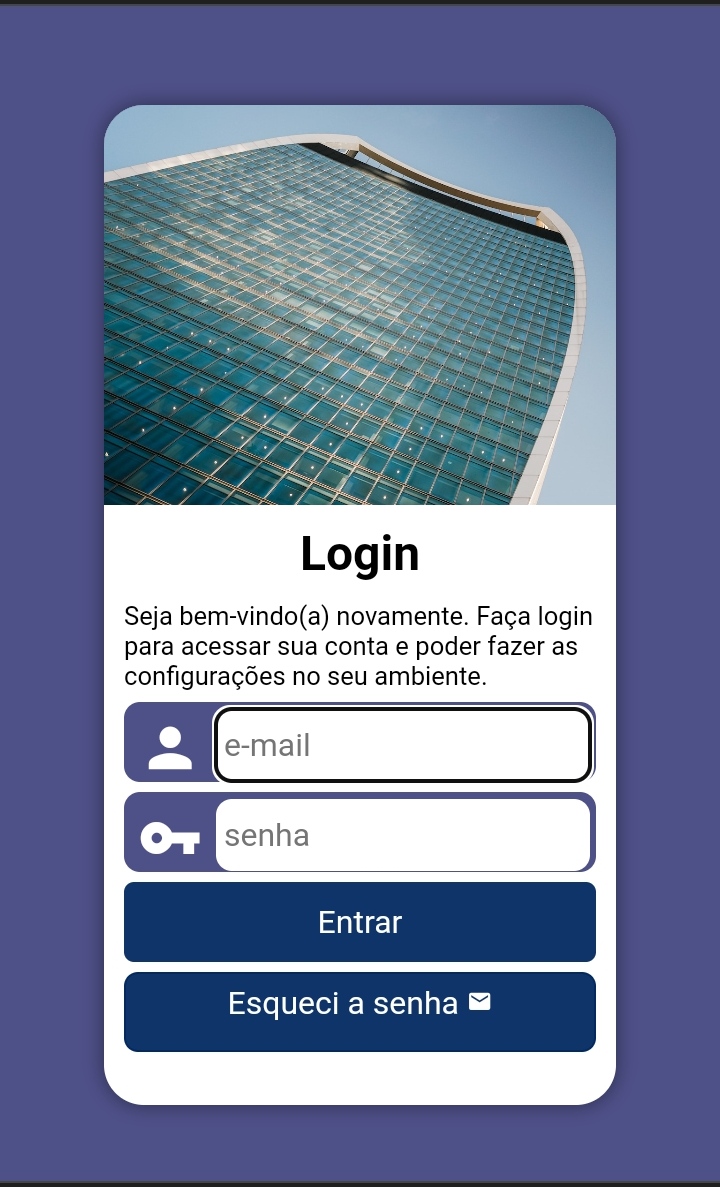 Login
Seja bem-vindo(a) novamente. Faça login
para acessar sua conta e poder fazer as
configurações no seu ambiente.
e-mail
senha
Entrar
Esqueci a senha